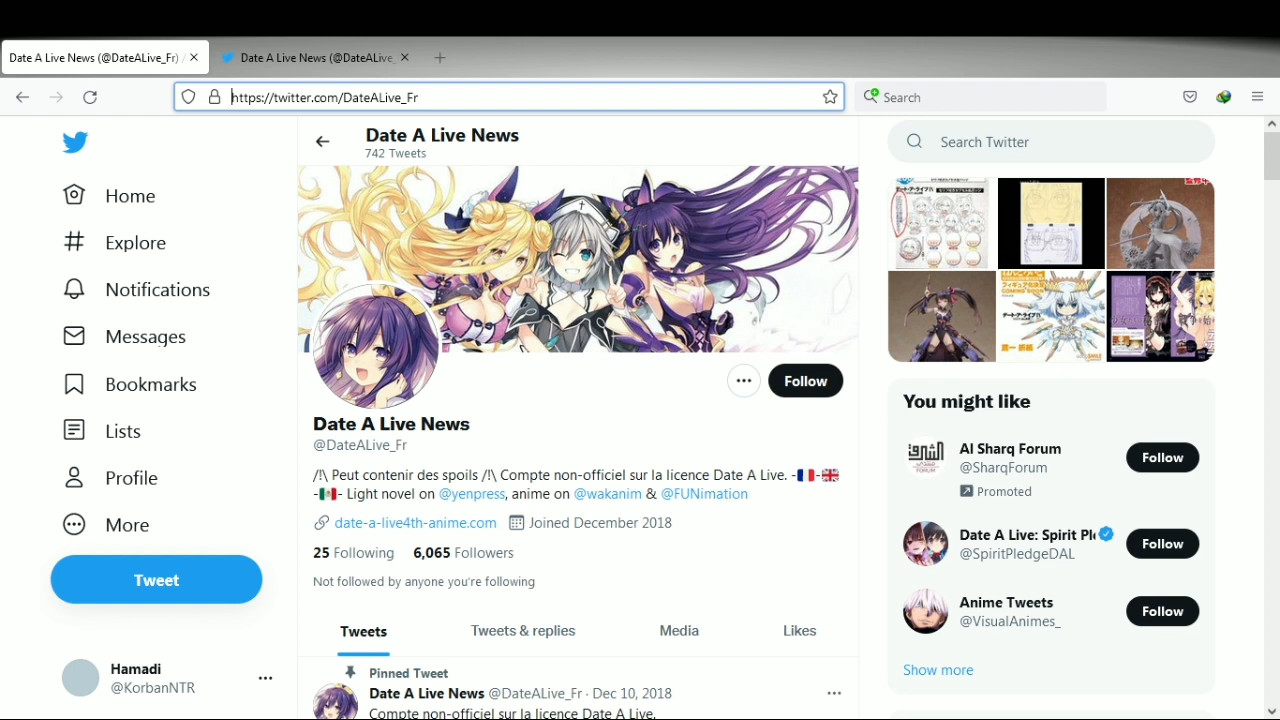 Date A Live News (@DateALive_Fr) /
Date A Live News (@DateALive_
https://twitter.com/DateALive_Fr
Search
Date A Live News
742 Tweets
Search Twitter
Home
Explore
Notifications
Messages
Bookmarks
Lists
Profile
More
Tweet
Hamadi
@KorbanNTR
Follow
Date A Live News
@DateALive_Fr
/!\ Peut contenir des spoils /!\ Compte non-officiel sur la licence Date A Live. -🇫🇷-🇬🇧
-🇲🇽- Light novel on @yenpress, anime on @wakanim & @FUNimation
date-a-live4th-anime.com Joined December 2018
25 Following 6,065 Followers
Not followed by anyone you're following
Tweets Tweets & replies Media Likes
Pinned Tweet
Date A Live News @DateALive_Fr · Dec 10, 2018
Compte non-officiel sur la licence Date A Live.
You might like
Al Sharq Forum
@SharqForum
Promoted
Follow
Date A Live: Spirit Ple
@SpiritPledgeDAL
Follow
Anime Tweets
@VisualAnimes_
Follow
Show more